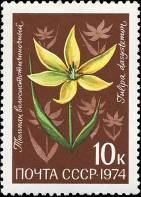 Тюльпан волосистотычиночный
Tulipa dasystemon
10к
ПОЧТА СССР·1974